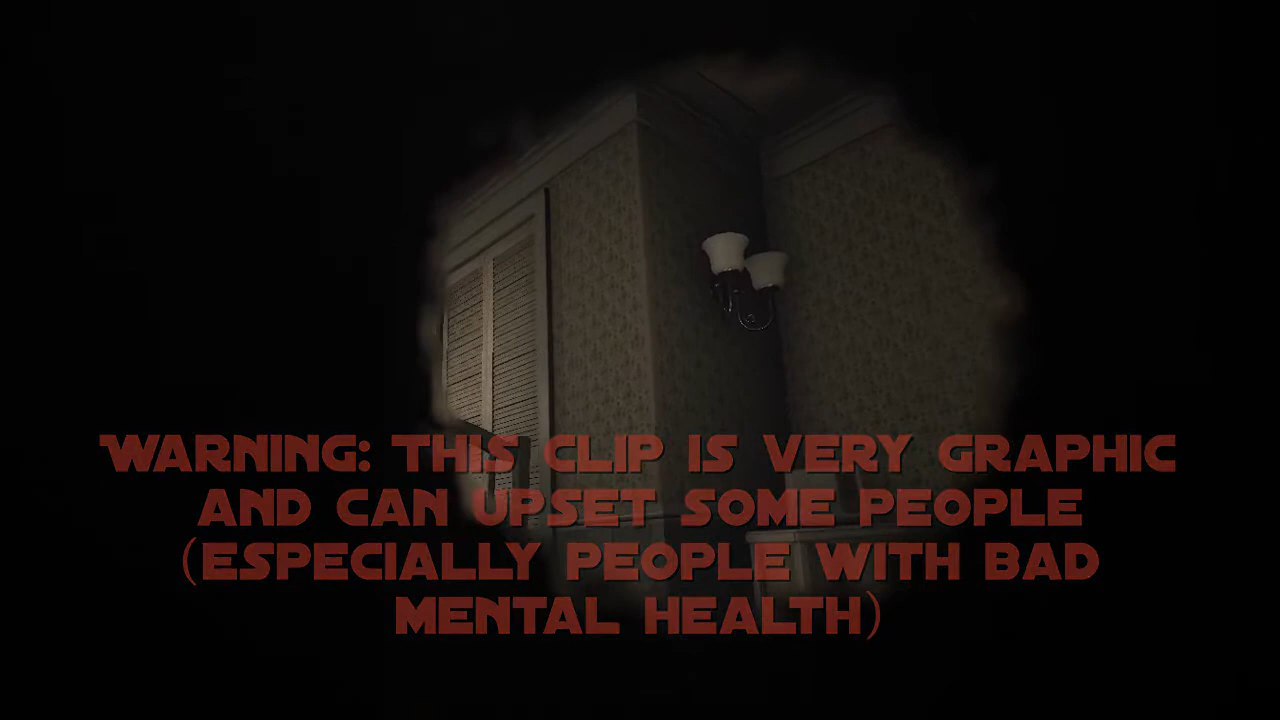 WARNING: THIS CLIP IS VERY GRAPHIC
AND CAN UPSET SOME PEOPLE
(ESPECIALLY PEOPLE WITH BAD
MENTAL HEALTH)